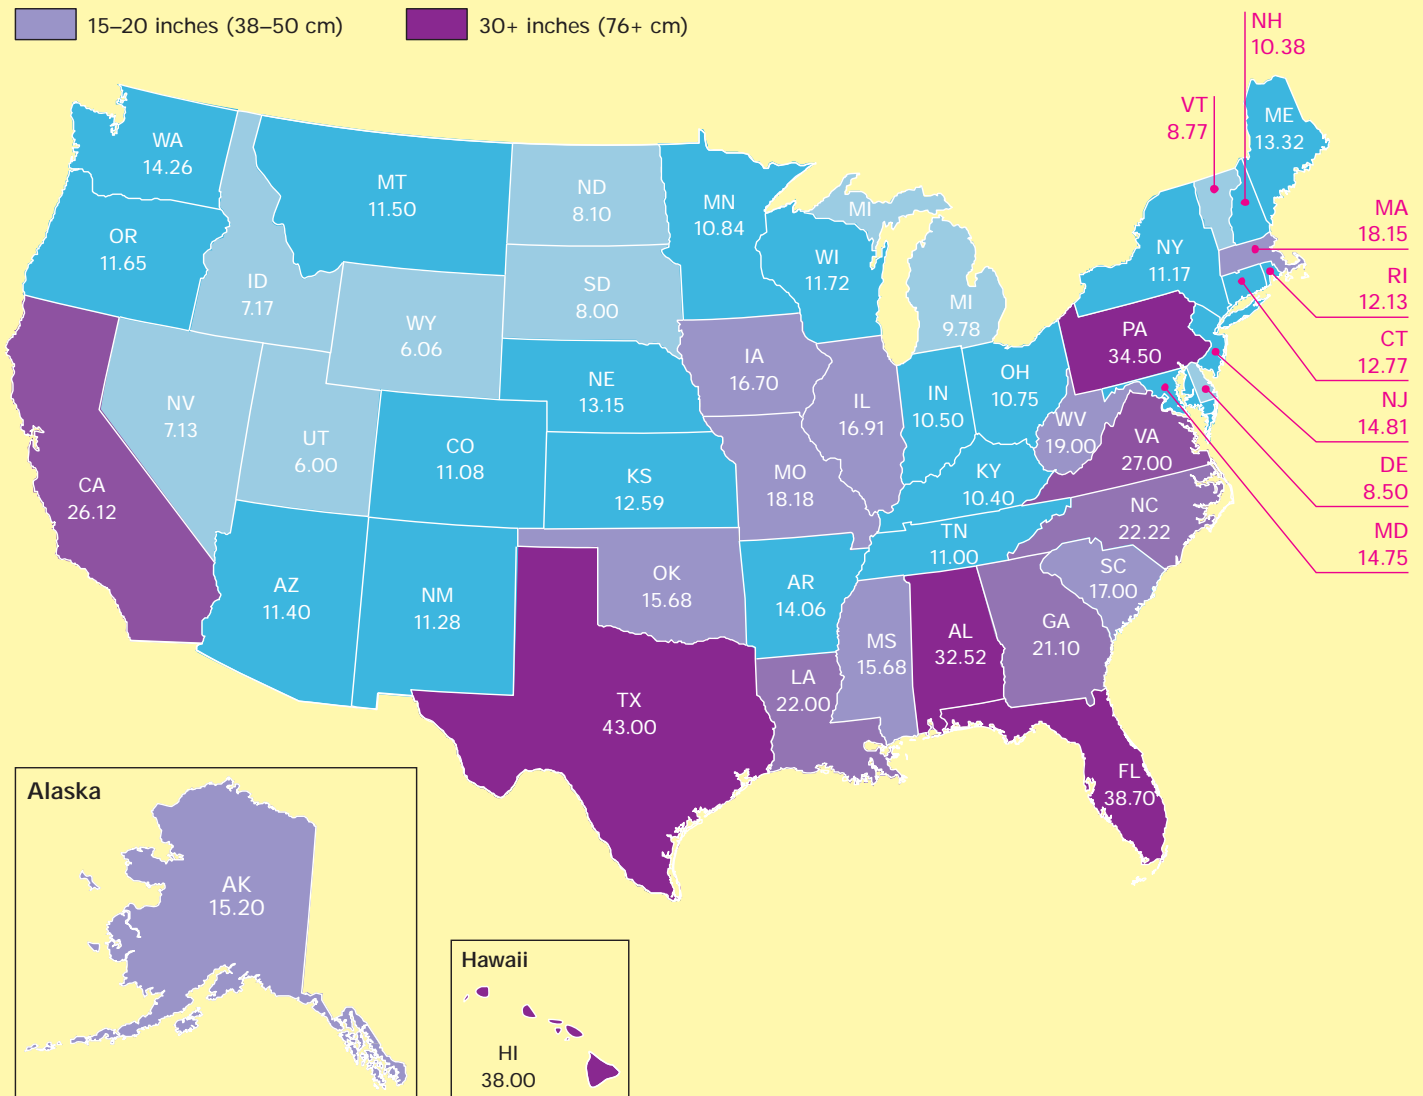 15–20 inches (38–50 cm)
30+ inches (76+ cm)
NH
10.38
VT
8.77
ME
13.32
WA
14.26
MT
11.50
ND
8.10
MN
10.84
MI
MA
18.15
OR
11.65
ID
7.17
WY
6.06
SD
8.00
WI
11.72
MI
9.78
NY
11.17
RI
12.13
PA
34.50
CT
12.77
NV
7.13
UT
6.00
CO
11.08
NE
13.15
IA
16.70
IL
16.91
IN
10.50
OH
10.75
WV
19.00
VA
27.00
NJ
14.81
CA
26.12
KS
12.59
MO
18.18
KY
10.40
DE
8.50
NC
22.22
MD
14.75
AZ
11.40
NM
11.28
OK
15.68
AR
14.06
TN
11.00
SC
17.00
TX
43.00
LA
22.00
MS
15.68
AL
32.52
GA
21.10
FL
38.70
Alaska
AK
15.20
Hawaii
HI
38.00